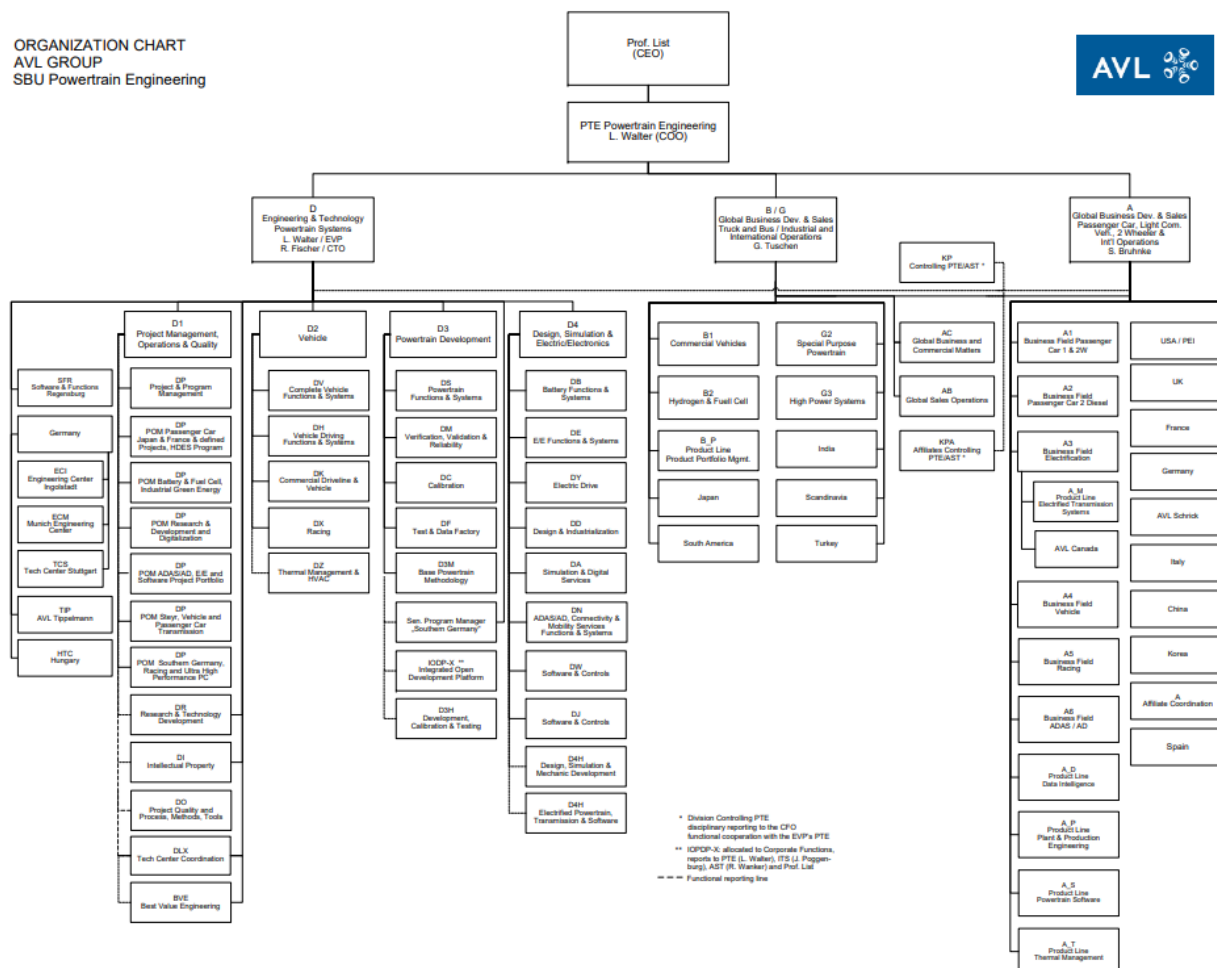 ORGANIZATION CHART
AVL GROUP
SBU Powertrain Engineering
Prof. List
(CEO)
AVL
PTE Powertrain Engineering
L. Walter (COO)
D
Engineering & Technology
Powertrain Systems
L. Walter / EVP
R. Fischer / CTO
B / G
Global Business Dev. & Sales
Truck and Bus / Industrial and
International Operations
G. Tuschen
A
Global Business Dev. & Sales
Passenger Car, Light Com.
Veh., 2 Wheeler &
Int'l Operations
S. Bruhnke
KP
Controlling PTE/AST *
SFR
Software & Functions
Regensburg
Germany
ECI
Engineering Center
Ingolstadt
ECM
Munich Engineering
Center
TCS
Tech Center Stuttgart
TIP
AVL Tippelmann
HTC
Hungary
D1
Project Management,
Operations & Quality
DP
Project & Program
Management
DP
POM Passenger Car
Japan & France & defined
Projects, HDES Program
DP
POM Battery & Fuel Cell,
Industrial Green Energy
DP
POM Research &
Development and
Digitalization
DP
POM ADAS/AD, E/E and
Software Project Portfolio
DP
POM Steyr, Vehicle and
Passenger Car
Transmission
DP
POM Southern Germany,
Racing and Ultra High
Performance PC
DR
Research & Technology
Development
DI
Intellectual Property
DO
Project Quality and
Process, Methods, Tools
DLX
Tech Center Coordination
BVE
Best Value Engineering
D2
Vehicle
DV
Complete Vehicle
Functions & Systems
DH
Vehicle Driving
Functions & Systems
DK
Commercial Driveline &
Vehicle
DX
Racing
DZ
Thermal Management &
HVAC
D3
Powertrain Development
DS
Powertrain
Functions & Systems
DM
Verification, Validation &
Reliability
DC
Calibration
DF
Test & Data Factory
D3M
Base Powertrain
Methodology
Sen. Program Manager
„Southern Germany"
IODP-X **
Integrated Open
Development Platform
D3H
Development,
Calibration & Testing
D4
Design, Simulation &
Electric/Electronics
DB
Battery Functions &
Systems
DE
E/E Functions & Systems
DY
Electric Drive
DD
Design & Industrialization
DA
Simulation & Digital
Services
DN
ADAS/AD, Connectivity &
Mobility Services
Functions & Systems
DW
Software & Controls
DJ
Software & Controls
D4H
Design, Simulation &
Mechanic Development
D4H
Electrified Powertrain,
Transmission & Software
B1
Commercial Vehicles
B2
Hydrogen & Fuell Cell
B_P
Product Line
Product Portfolio Mgmt.
Japan
South America
G2
Special Purpose
Powertrain
G3
High Power Systems
India
Scandinavia
Turkey
AC
Global Business and
Commercial Matters
AB
Global Sales Operations
KPA
Affiliates Controlling
PTE/AST *
A1
Business Field Passenger
Car 1 & 2W
A2
Business Field
Passenger Car 2 Diesel
A3
Business Field
Electrification
A_M
Product Line
Electrified Transmission
Systems
AVL Canada
A4
Business Field
Vehicle
A5
Business Field
Racing
A6
Business Field
ADAS / AD
A_D
Product Line
Data Intelligence
A_P
Product Line
Plant & Production
Engineering
A_S
Product Line
Powertrain Software
A_T
Product Line
Thermal Management
USA / PEI
UK
France
Germany
AVL Schrick
Italy
China
Korea
A
Affiliate Coordination
Spain
* Division Controlling PTE
disciplinary reporting to the CFO
functional cooperation with the EVP's PTE
** IOPDP-X: allocated to Corporate Functions,
reports to PTE (L. Walter), ITS (J. Poggen-
burg), AST (R. Wanker) and Prof. List
Functional reporting line